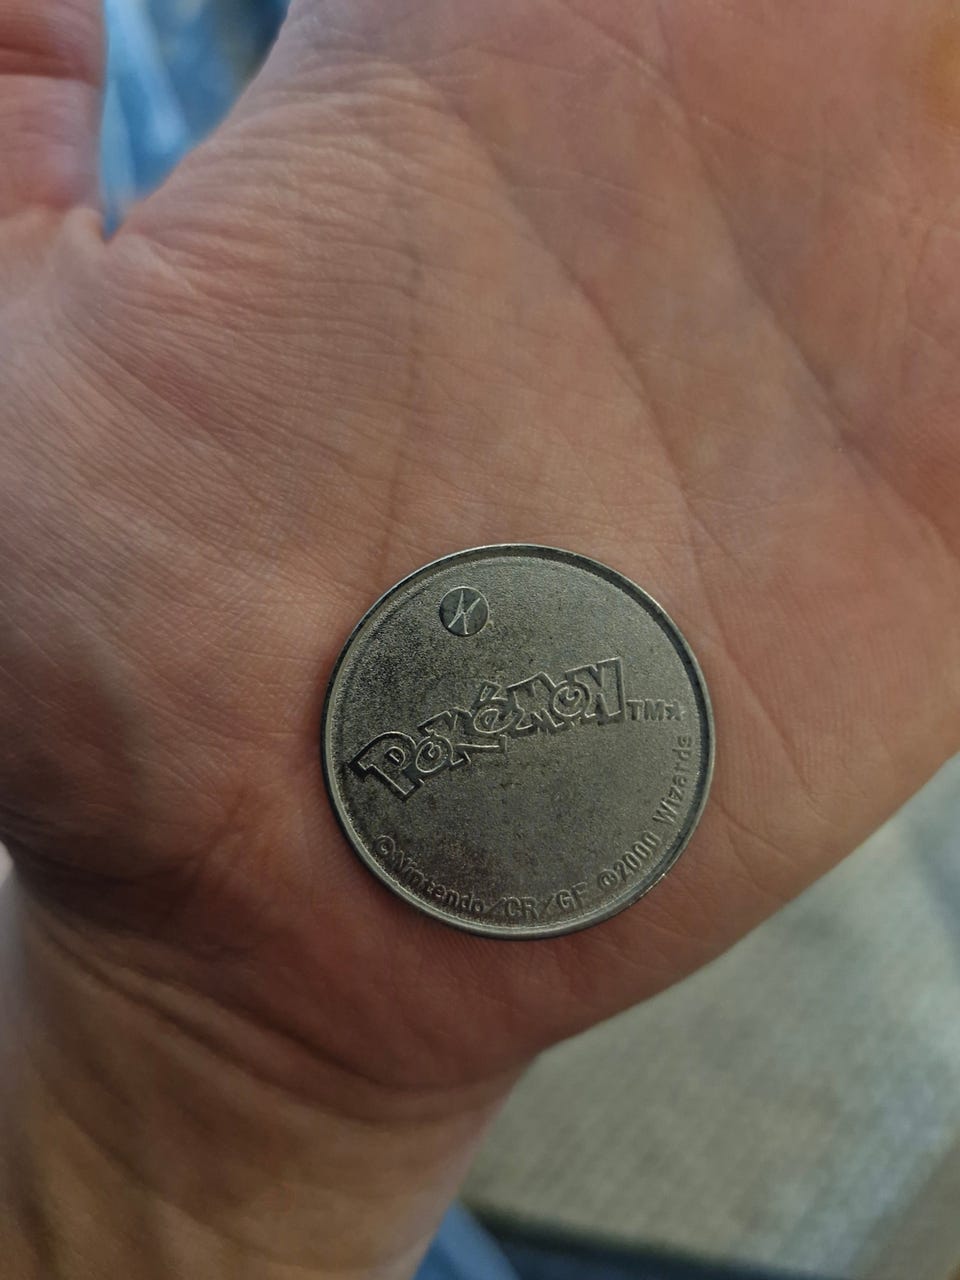 Pokémon TM
©Nintendo/CR/GF ©2000 Wizards